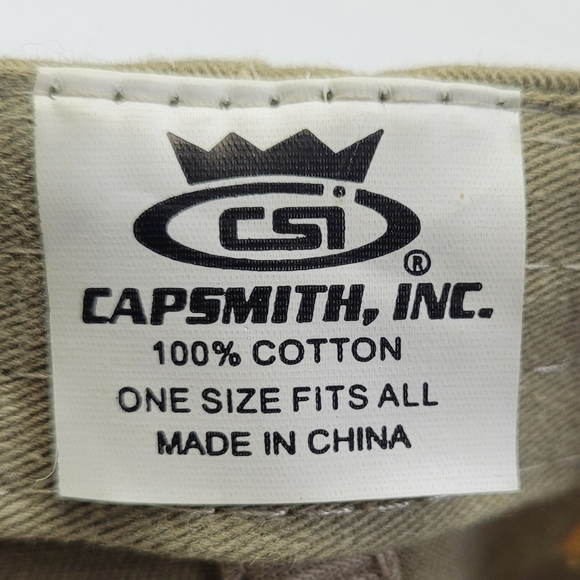 CSi
®
CAPSMITH, INC.
100% COTTON
ONE SIZE FITS ALL
MADE IN CHINA